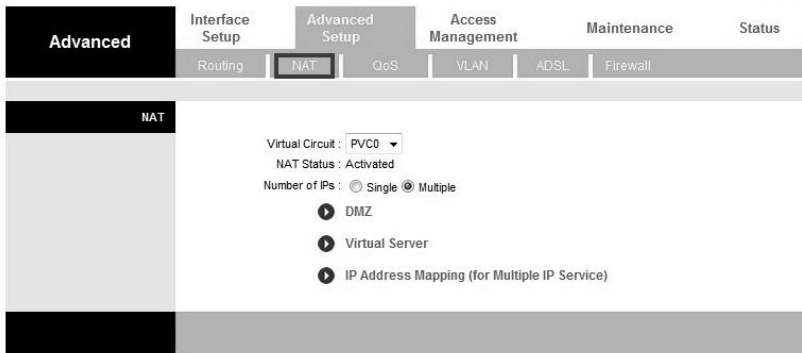 Advanced
Interface Setup
Advanced Setup
Access Management
Maintenance
Status
Routing
NAT
QoS
VLAN
ADSL
Firewall
NAT
Virtual Circuit : PVC0
NAT Status : Activated
Number of IPs : Single Multiple
DMZ
Virtual Server
IP Address Mapping (for Multiple IP Service)